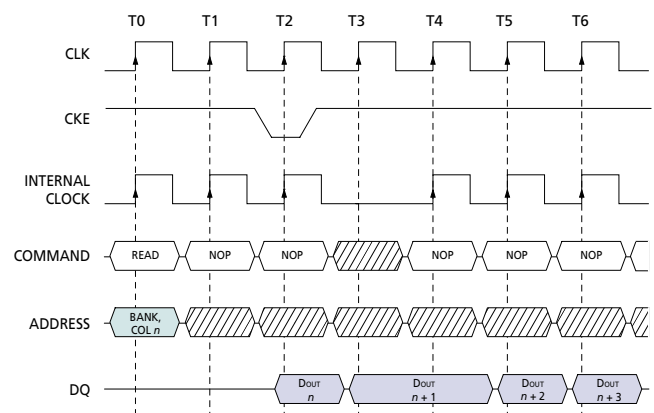 T0 T1 T2 T3 T4 T5 T6
CLK
CKE
INTERNAL
CLOCK
COMMAND READ NOP NOP NOP NOP NOP
ADDRESS BANK,
COL n
DQ DOUT DOUT DOUT DOUT
n n + 1 n + 2 n + 3